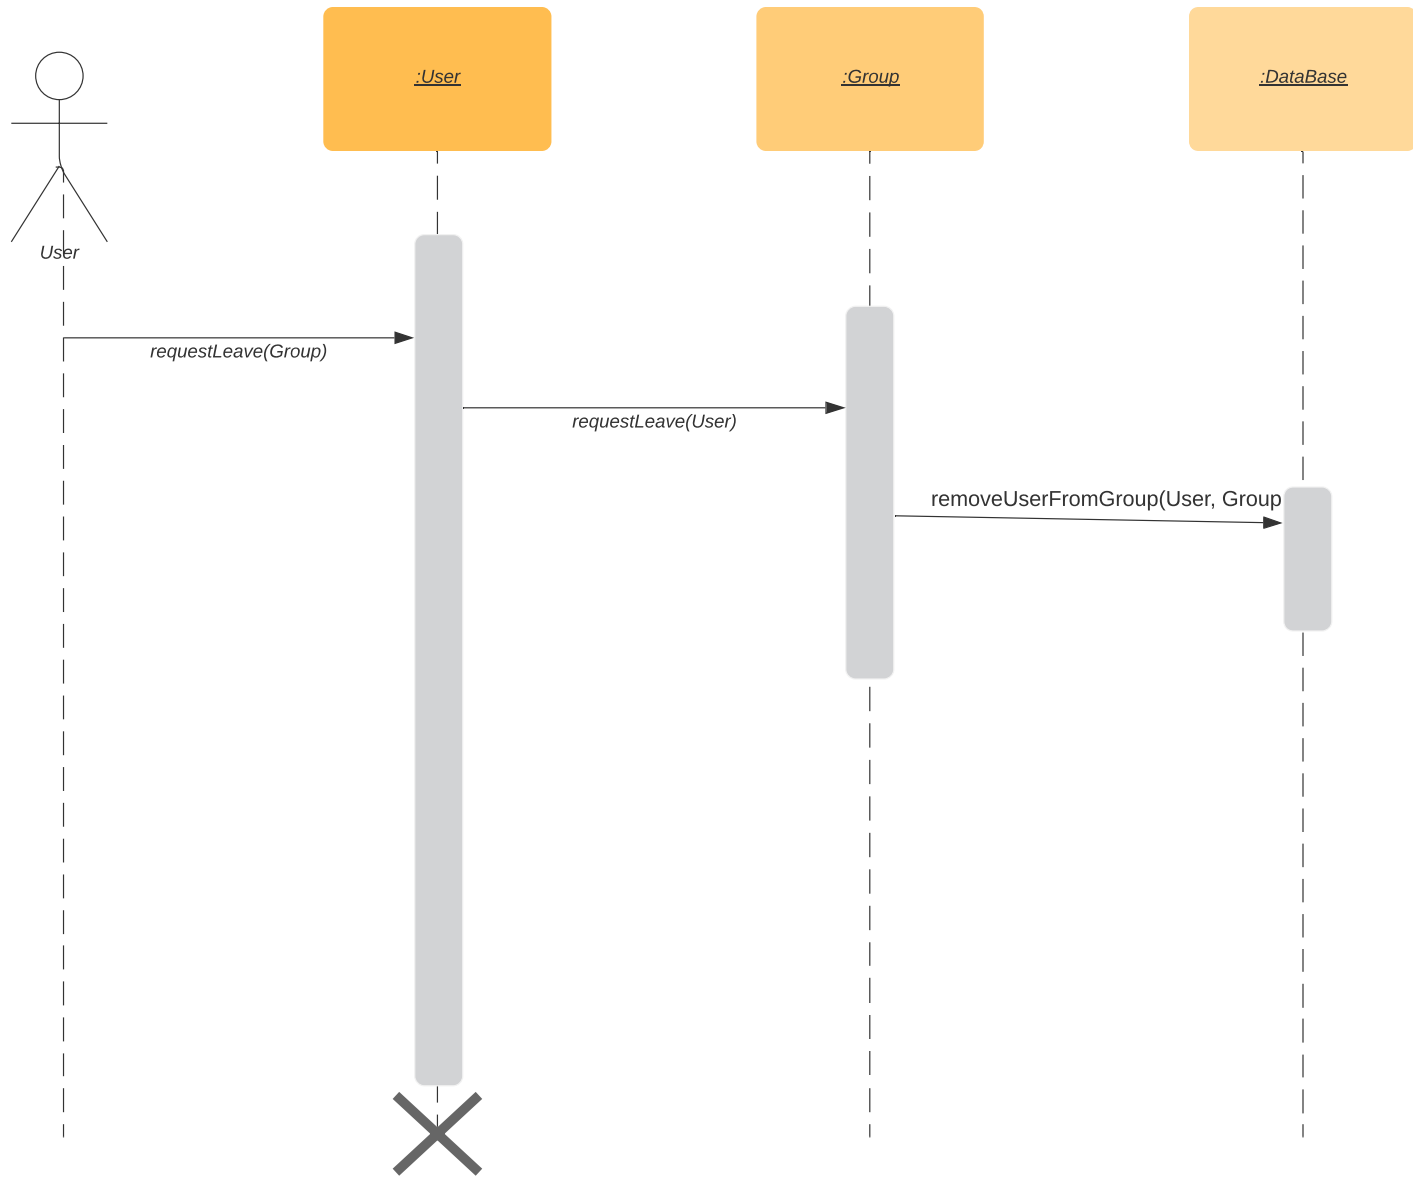 :User
:Group
:DataBase
User
requestLeave(Group)
requestLeave(User)
removeUserFromGroup(User, Group